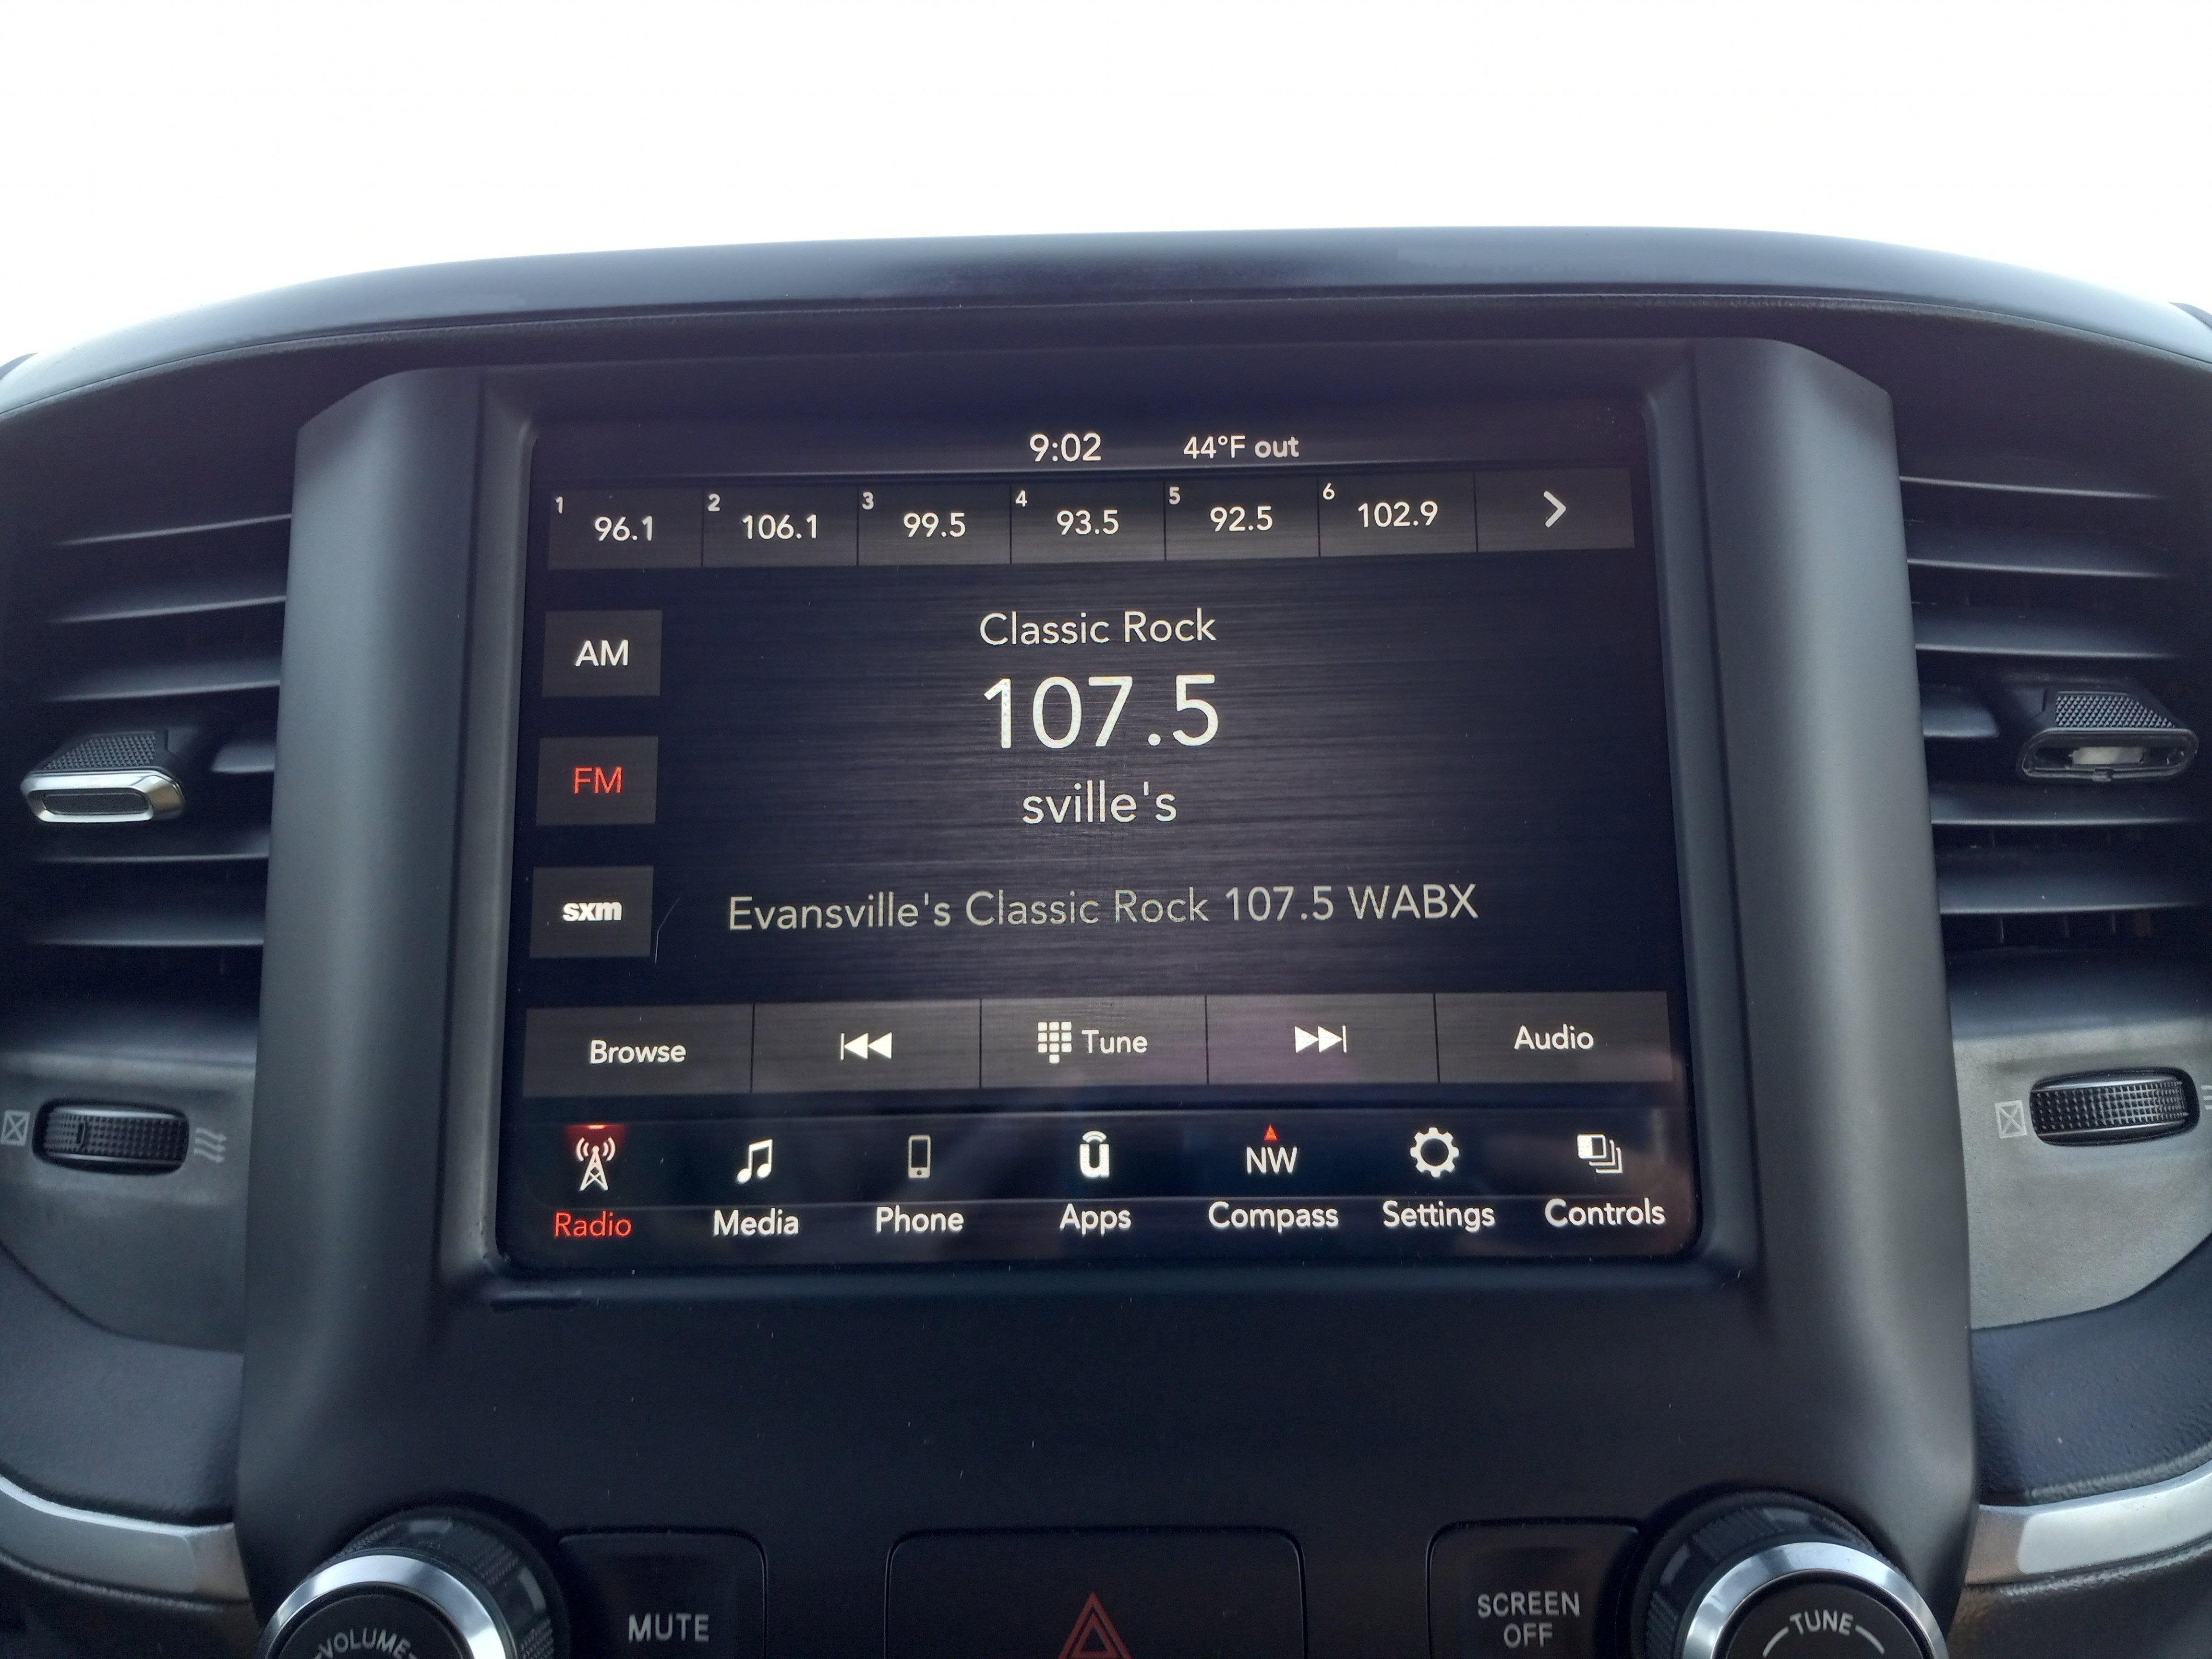 9:02 44°F out
1 96.1 2 106.1 3 99.5 4 93.5 5 92.5 6 102.9
AM
Classic Rock
107.5
FM
sville's
sxm
Evansville's Classic Rock 107.5 WABX
Browse Tune Audio
NW
Radio Media Phone Apps Compass Settings Controls
VOLUME MUTE SCREEN OFF TUNE